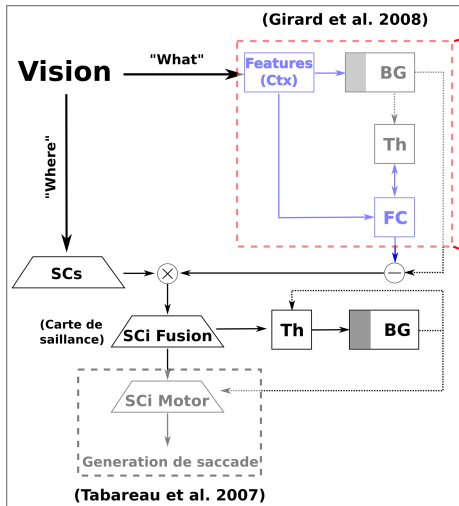 (Girard et al. 2008)
Vision
"What"
Features
(Ctx)
BG
"Where"
Th
FC
SCs
×
−
(Carte de
saillance)
SCi Fusion
Th
BG
SCi Motor
Generation de saccade
(Tabareau et al. 2007)